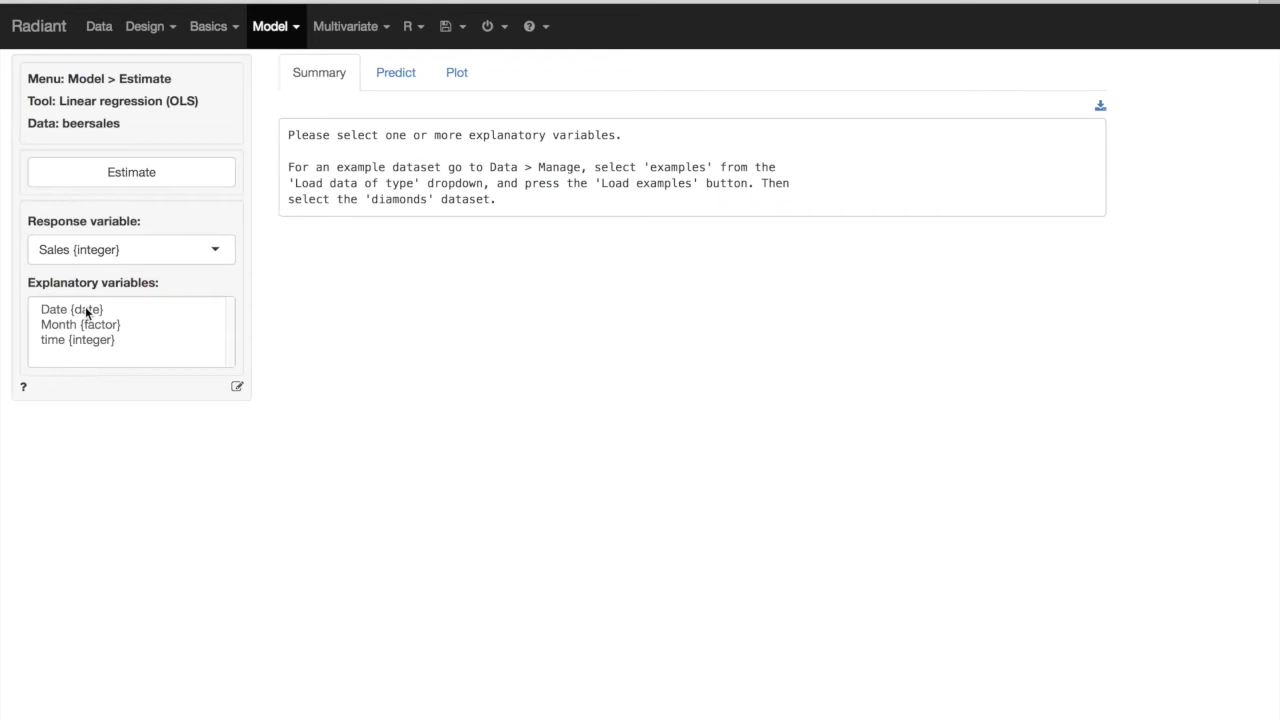 Radiant Data Design Basics Model Multivariate R
Menu: Model > Estimate
Tool: Linear regression (OLS)
Data: beersales
Estimate
Response variable:
Sales {integer}
Explanatory variables:
Date {date}
Month {factor}
time {integer}
?
Summary Predict Plot
Please select one or more explanatory variables.
For an example dataset go to Data > Manage, select 'examples' from the
'Load data of type' dropdown, and press the 'Load examples' button. Then
select the 'diamonds' dataset.